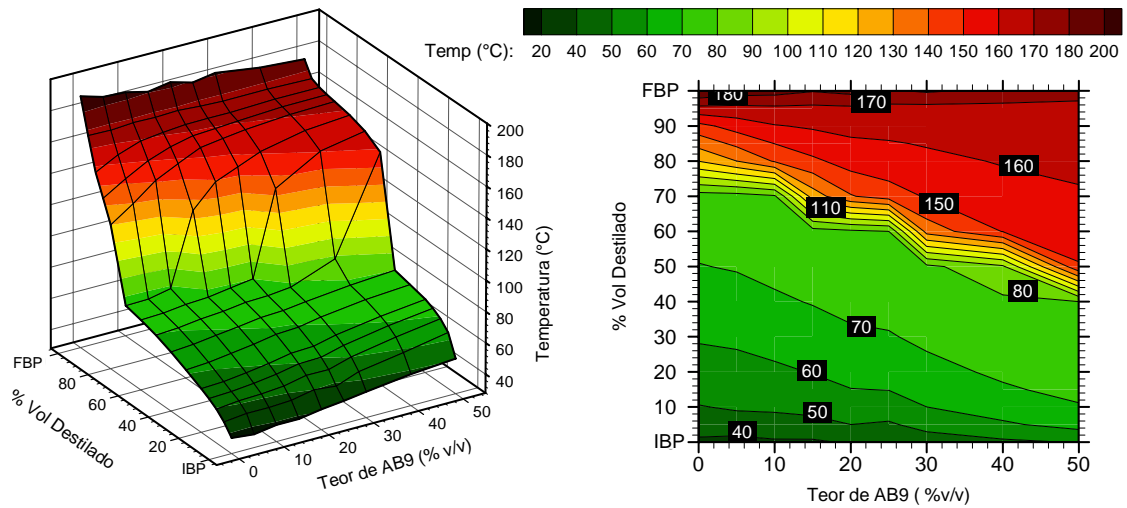 Temp (°C): 20 40 50 60 70 80 90 100 110 120 130 140 150 160 170 180 200
200
180
160
140
120
100
80
60
40
Temperatura (°C)
FBP
80
60
40
20
IBP
% Vol Destilado
0 10 20 30 40 50
Teor de AB9 (% v/v)
FBP
90
80
70
60
50
40
30
20
10
IBP
% Vol Destilado
180 170
160
150
110
80
70
60
50
40
0 10 20 30 40 50
Teor de AB9 ( %v/v)